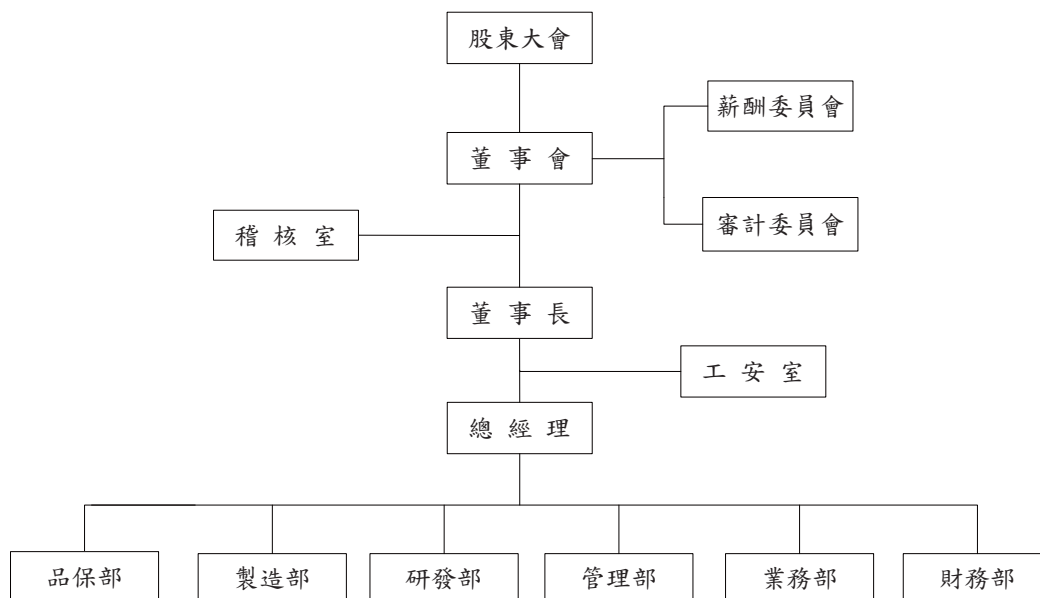 股東大會
薪酬委員會
董事會
審計委員會
稽核室
董事長
工安室
總經理
品保部
製造部
研發部
管理部
業務部
財務部